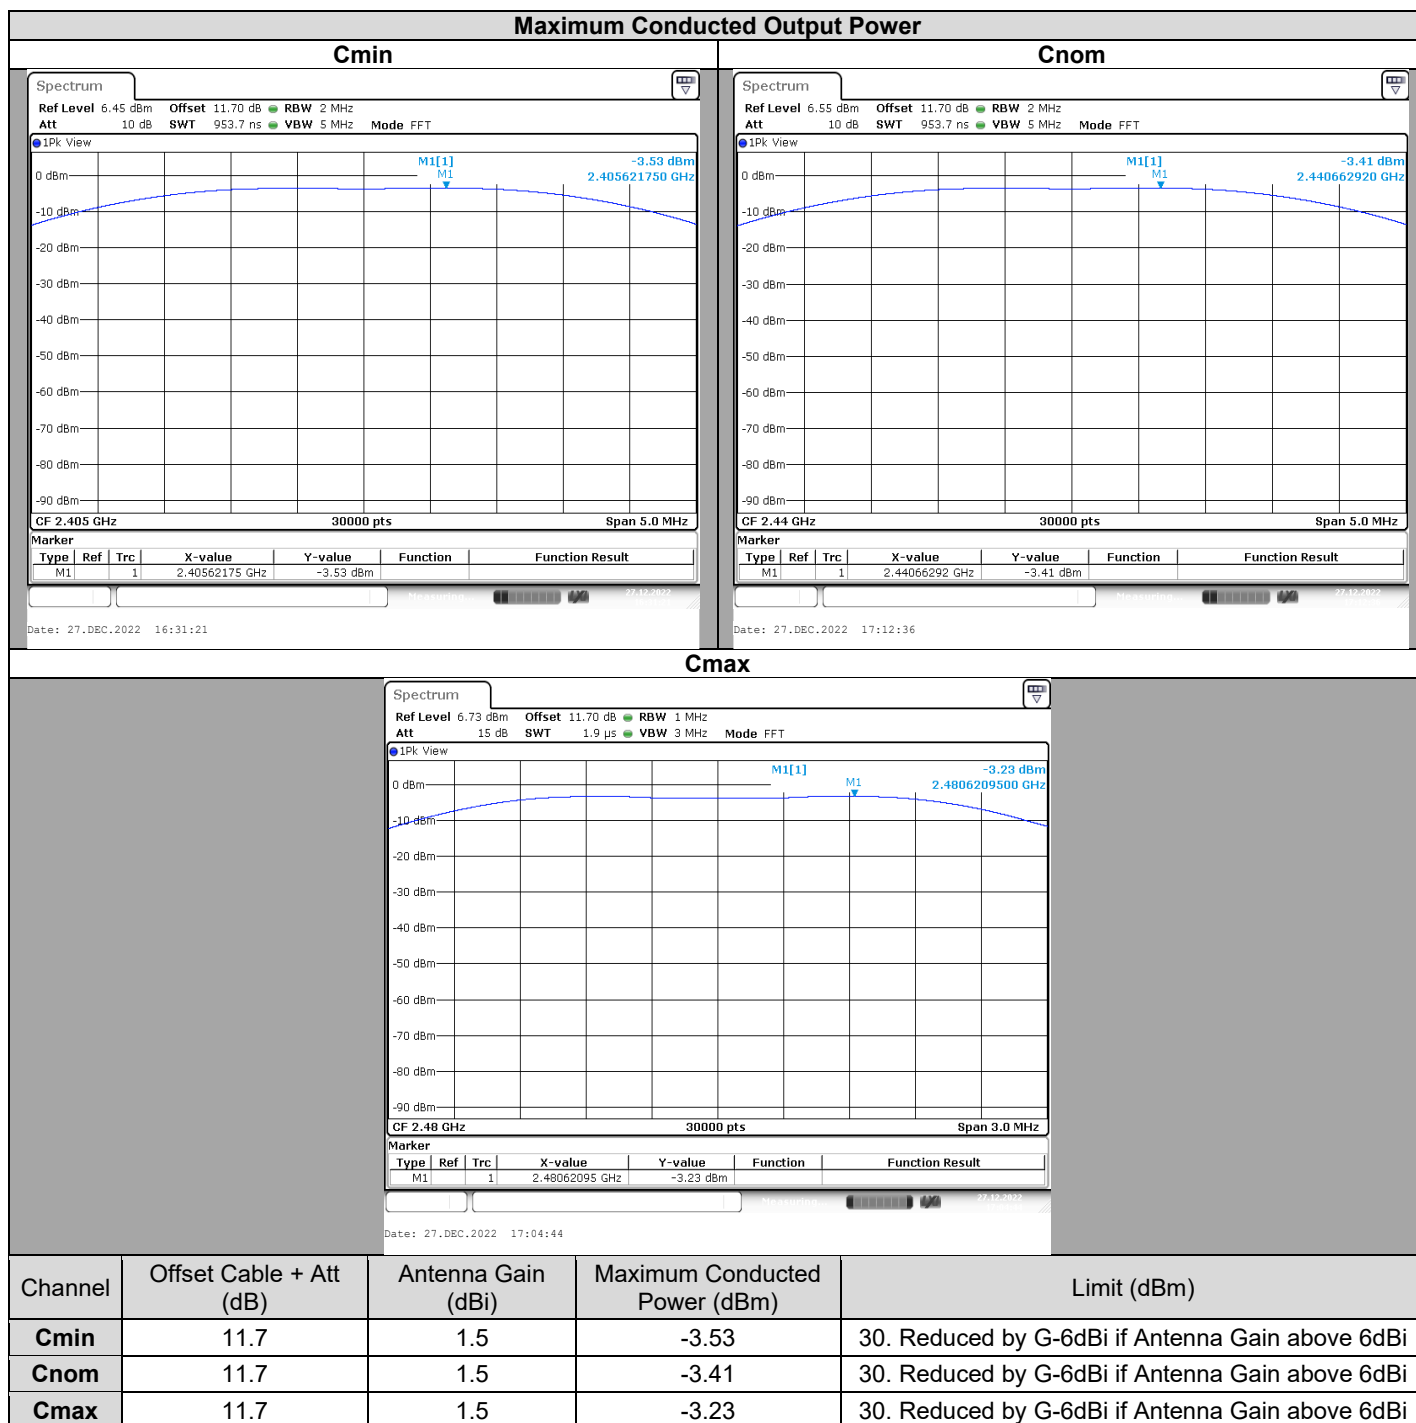 Maximum Conducted Output Power
Cmin
Spectrum
Ref Level 6.45 dBm Offset 11.70 dB RBW 2 MHz
Att 10 dB SWT 953.7 ns VBW 5 MHz Mode FFT
1Pk View
M1[1] -3.53 dBm
2.405621750 GHz
M1
0 dBm
-10 dBm
-20 dBm
-30 dBm
-40 dBm
-50 dBm
-60 dBm
-70 dBm
-80 dBm
-90 dBm
CF 2.405 GHz 30000 pts Span 5.0 MHz
Marker
Type Ref Trc X-value Y-value Function Function Result
M1 1 2.40562175 GHz -3.53 dBm
Measuring... 27.12.2022
Date: 27.DEC.2022 16:31:21
Cnom
Spectrum
Ref Level 6.55 dBm Offset 11.70 dB RBW 2 MHz
Att 10 dB SWT 953.7 ns VBW 5 MHz Mode FFT
1Pk View
M1[1] -3.41 dBm
2.440662920 GHz
M1
0 dBm
-10 dBm
-20 dBm
-30 dBm
-40 dBm
-50 dBm
-60 dBm
-70 dBm
-80 dBm
-90 dBm
CF 2.44 GHz 30000 pts Span 5.0 MHz
Marker
Type Ref Trc X-value Y-value Function Function Result
M1 1 2.44066292 GHz -3.41 dBm
Measuring... 27.12.2022
Date: 27.DEC.2022 17:12:36
Cmax
Spectrum
Ref Level 6.73 dBm Offset 11.70 dB RBW 1 MHz
Att 15 dB SWT 1.9 µs VBW 3 MHz Mode FFT
1Pk View
M1[1] -3.23 dBm
2.4806209500 GHz
M1
0 dBm
-10 dBm
-20 dBm
-30 dBm
-40 dBm
-50 dBm
-60 dBm
-70 dBm
-80 dBm
-90 dBm
CF 2.48 GHz 30000 pts Span 3.0 MHz
Marker
Type Ref Trc X-value Y-value Function Function Result
M1 1 2.48062095 GHz -3.23 dBm
Measuring... 27.12.2022
Date: 27.DEC.2022 17:04:44
Channel Offset Cable + Att (dB) Antenna Gain (dBi) Maximum Conducted Power (dBm) Limit (dBm)
Cmin 11.7 1.5 -3.53 30. Reduced by G-6dBi if Antenna Gain above 6dBi
Cnom 11.7 1.5 -3.41 30. Reduced by G-6dBi if Antenna Gain above 6dBi
Cmax 11.7 1.5 -3.23 30. Reduced by G-6dBi if Antenna Gain above 6dBi